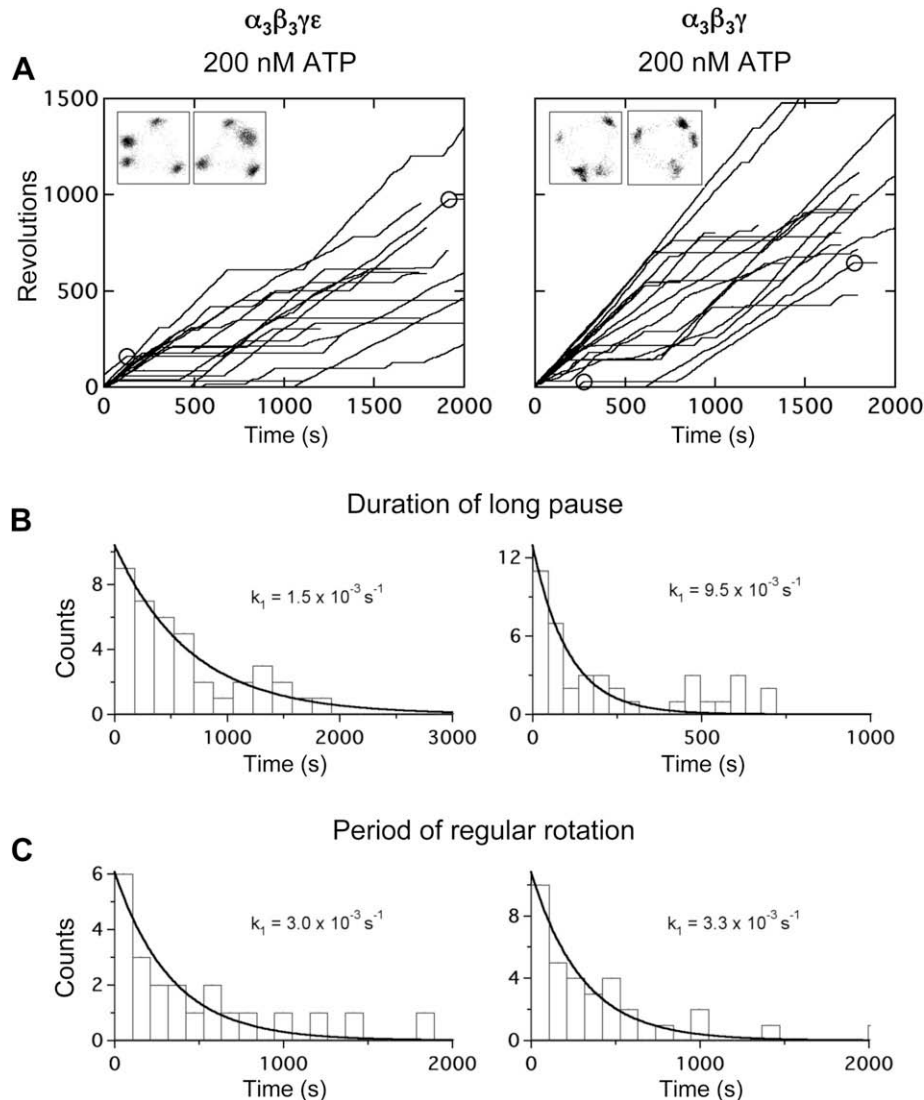 α₃β₃γε
α₃β₃γ
200 nM ATP
200 nM ATP
A
1500
1000
500
0
Revolutions
0 500 1000 1500 2000
Time (s)
0 500 1000 1500 2000
Time (s)
B
Duration of long pause
k₁ = 1.5 x 10⁻³ s⁻¹
k₁ = 9.5 x 10⁻³ s⁻¹
Counts
8
4
0
12
9
6
3
0
0 1000 2000 3000
Time (s)
0 500 1000
Time (s)
C
Period of regular rotation
k₁ = 3.0 x 10⁻³ s⁻¹
k₁ = 3.3 x 10⁻³ s⁻¹
Counts
6
4
2
0
8
4
0
0 500 1000 1500 2000
Time (s)
0 1000 2000
Time (s)